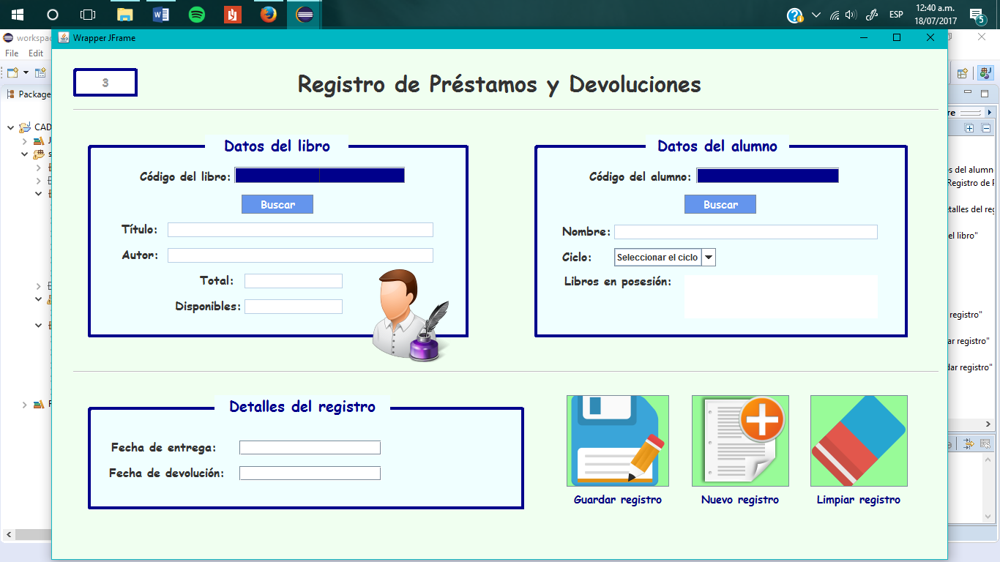 12:40 a.m.
ESP
18/07/2017
5
workspac
Wrapper JFrame
File Edit
Package
CAD
3
Registro de Préstamos y Devoluciones
Datos del libro
Código del libro:
Buscar
Título:
Autor:
Total:
Disponibles:
Datos del alumno
Código del alumno:
Buscar
Nombre:
Ciclo:
Seleccionar el ciclo
Libros en posesión:
Detalles del registro
Fecha de entrega:
Fecha de devolución:
Guardar registro
Nuevo registro
Limpiar registro
re
s del alumn
Registro de
talles del reg
el libro"
registro"
ar registro"
dar registro"